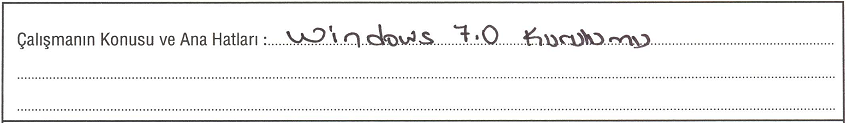 Çalışmanın Konusu ve Ana Hatları : Windows 7.0 Kurulumu